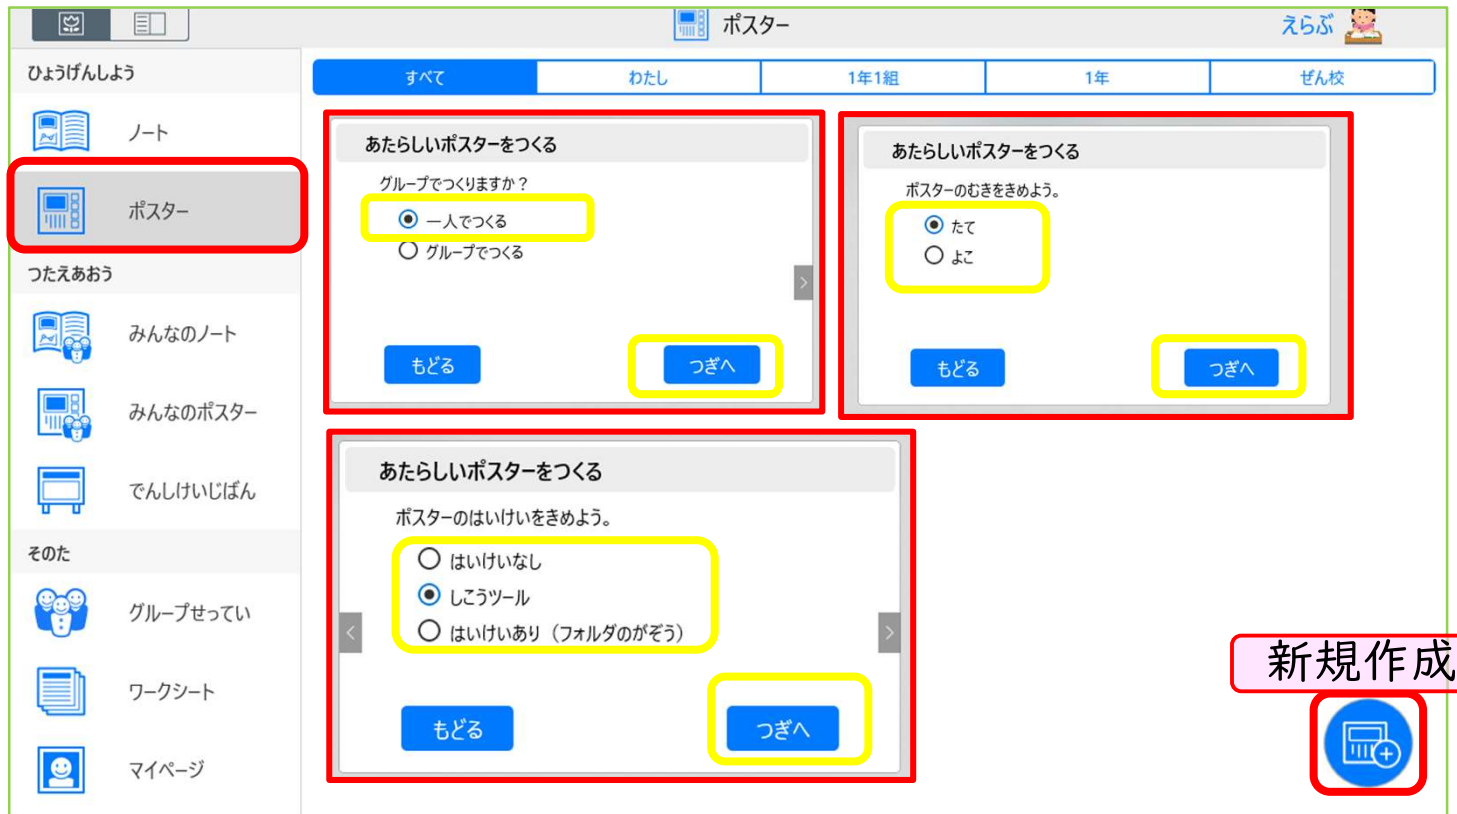 ポスター
えらぶ
ひょうげんしよう
ノート
ポスター
つたえあおう
みんなのノート
みんなのポスター
でんしけいじばん
そのた
グループせってい
ワークシート
マイページ
すべて
わたし
1年1組
1年
ぜん校
あたらしいポスターをつくる
グループでつくりますか？
一人でつくる
グループでつくる
もどる
つぎへ
あたらしいポスターをつくる
ポスターのむきをきめよう。
たて
よこ
もどる
つぎへ
あたらしいポスターをつくる
ポスターのはいけいをきめよう。
はいけいなし
しこうツール
はいけいあり（フォルダのがぞう）
もどる
つぎへ
新規作成